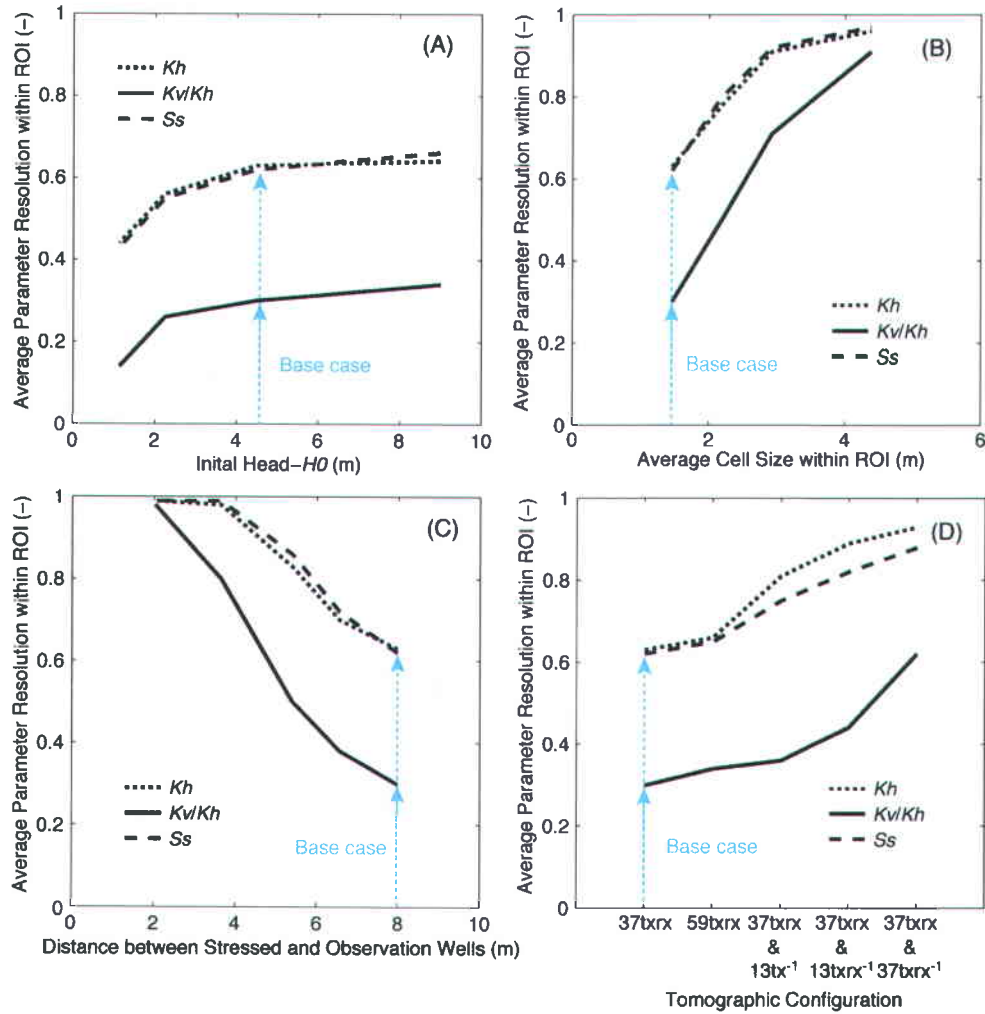 Average Parameter Resolution within ROI (–)
1
0.8
0.6
0.4
0.2
0
(A)
Kh
Kv/Kh
Ss
Base case
0 2 4 6 8 10
Inital Head–H0 (m)
Average Parameter Resolution within ROI (–)
1
0.8
0.6
0.4
0.2
0
(B)
Kh
Kv/Kh
Ss
Base case
0 2 4 6
Average Cell Size within ROI (m)
Average Parameter Resolution within ROI (–)
1
0.8
0.6
0.4
0.2
0
(C)
Kh
Kv/Kh
Ss
Base case
0 2 4 6 8 10
Distance between Stressed and Observation Wells (m)
Average Parameter Resolution within ROI (–)
1
0.8
0.6
0.4
0.2
0
(D)
Kh
Kv/Kh
Ss
Base case
37txrx 59txrx 37txrx 37txrx 37txrx
& & &
13tx⁻¹ 13txrx⁻¹ 37txrx⁻¹
Tomographic Configuration